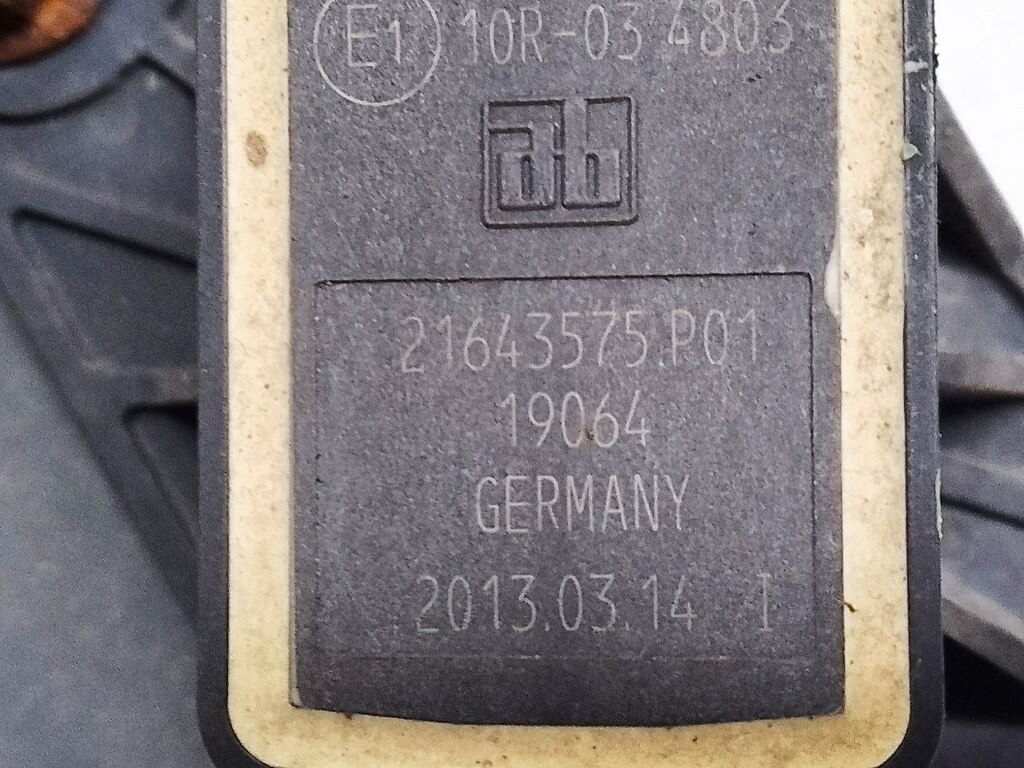 E1 10R-03 4803
ab
21643575.P01
19064
GERMANY
2013.03.14 I